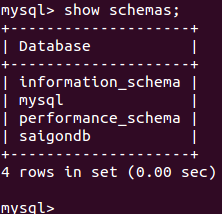 mysql> show schemas;
+--------------------+
| Database           |
+--------------------+
| information_schema |
| mysql              |
| performance_schema |
| saigondb           |
+--------------------+
4 rows in set (0.00 sec)
mysql>